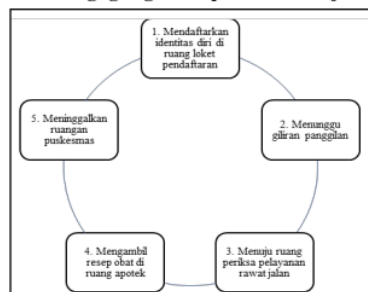 1. Mendaftarkan
identitas diri di
ruang loket
pendaftaran
2. Menunggu
giliran panggilan
3. Menuju ruang
periksa pelayanan
rawat jalan
4. Mengambil
resep obat di
ruang apotek
5. Meninggalkan
ruangan
puskesmas